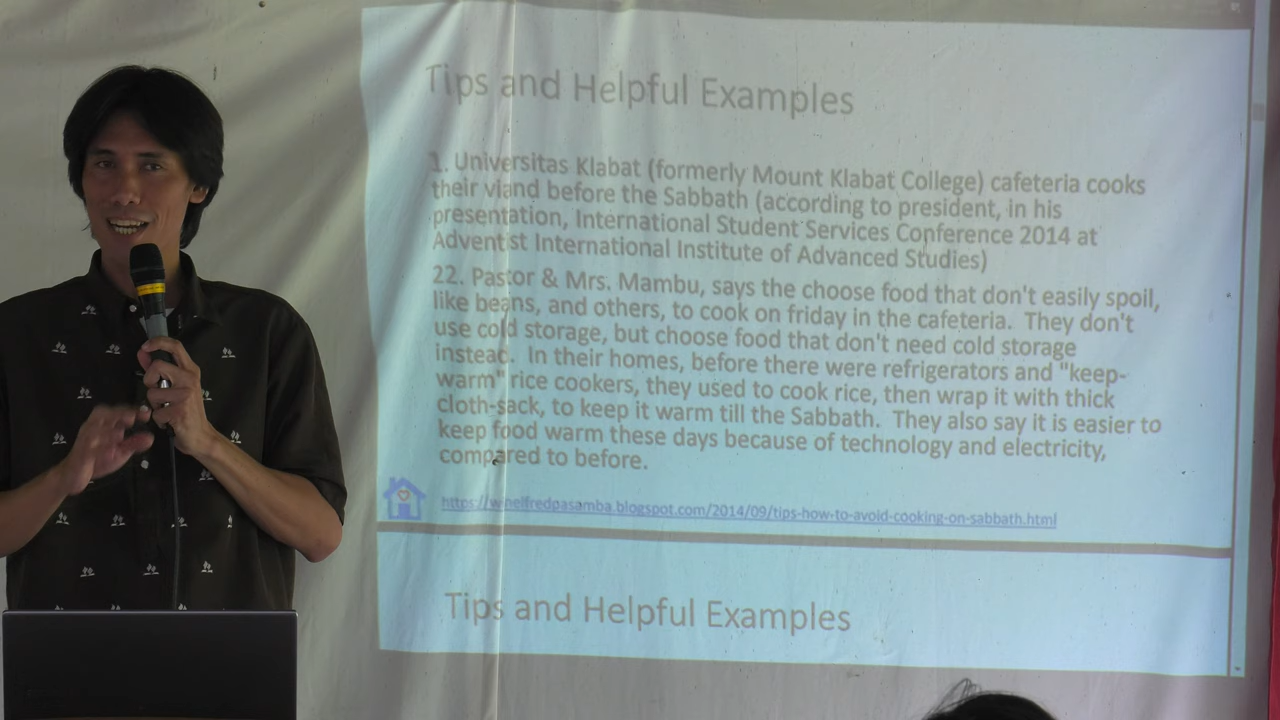 Tips and Helpful Examples
1. Universitas Klabat (formerly Mount Klabat College) cafeteria cooks
their viand before the Sabbath (according to president, in his
presentation, International Student Services Conference 2014 at
Adventist International Institute of Advanced Studies)
22. Pastor & Mrs. Mambu, says the choose food that don't easily spoil,
like beans, and others, to cook on friday in the cafeteria. They don't
use cold storage, but choose food that don't need cold storage
instead. In their homes, before there were refrigerators and "keep-
warm" rice cookers, they used to cook rice, then wrap it with thick
cloth-sack, to keep it warm till the Sabbath. They also say it is easier to
keep food warm these days because of technology and electricity,
compared to before.
https://winelfredpasamba.blogspot.com/2014/09/tips-how-to-avoid-cooking-on-sabbath.html
Tips and Helpful Examples